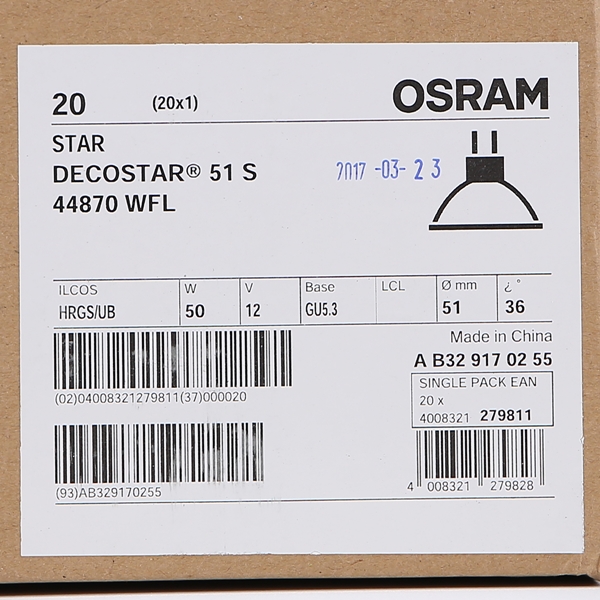 20 (20x1) OSRAM
STAR
DECOSTAR® 51 S
2017 -03- 2 3
44870 WFL
ILCOS W V Base LCL Ø mm ¿ °
HRGS/UB 50 12 GU5.3 51 36
Made in China
A B32 917 02 55
(02)04008321279811(37)000020
SINGLE PACK EAN
20 x
4008321 279811
(93)AB329170255
4 008321 279828